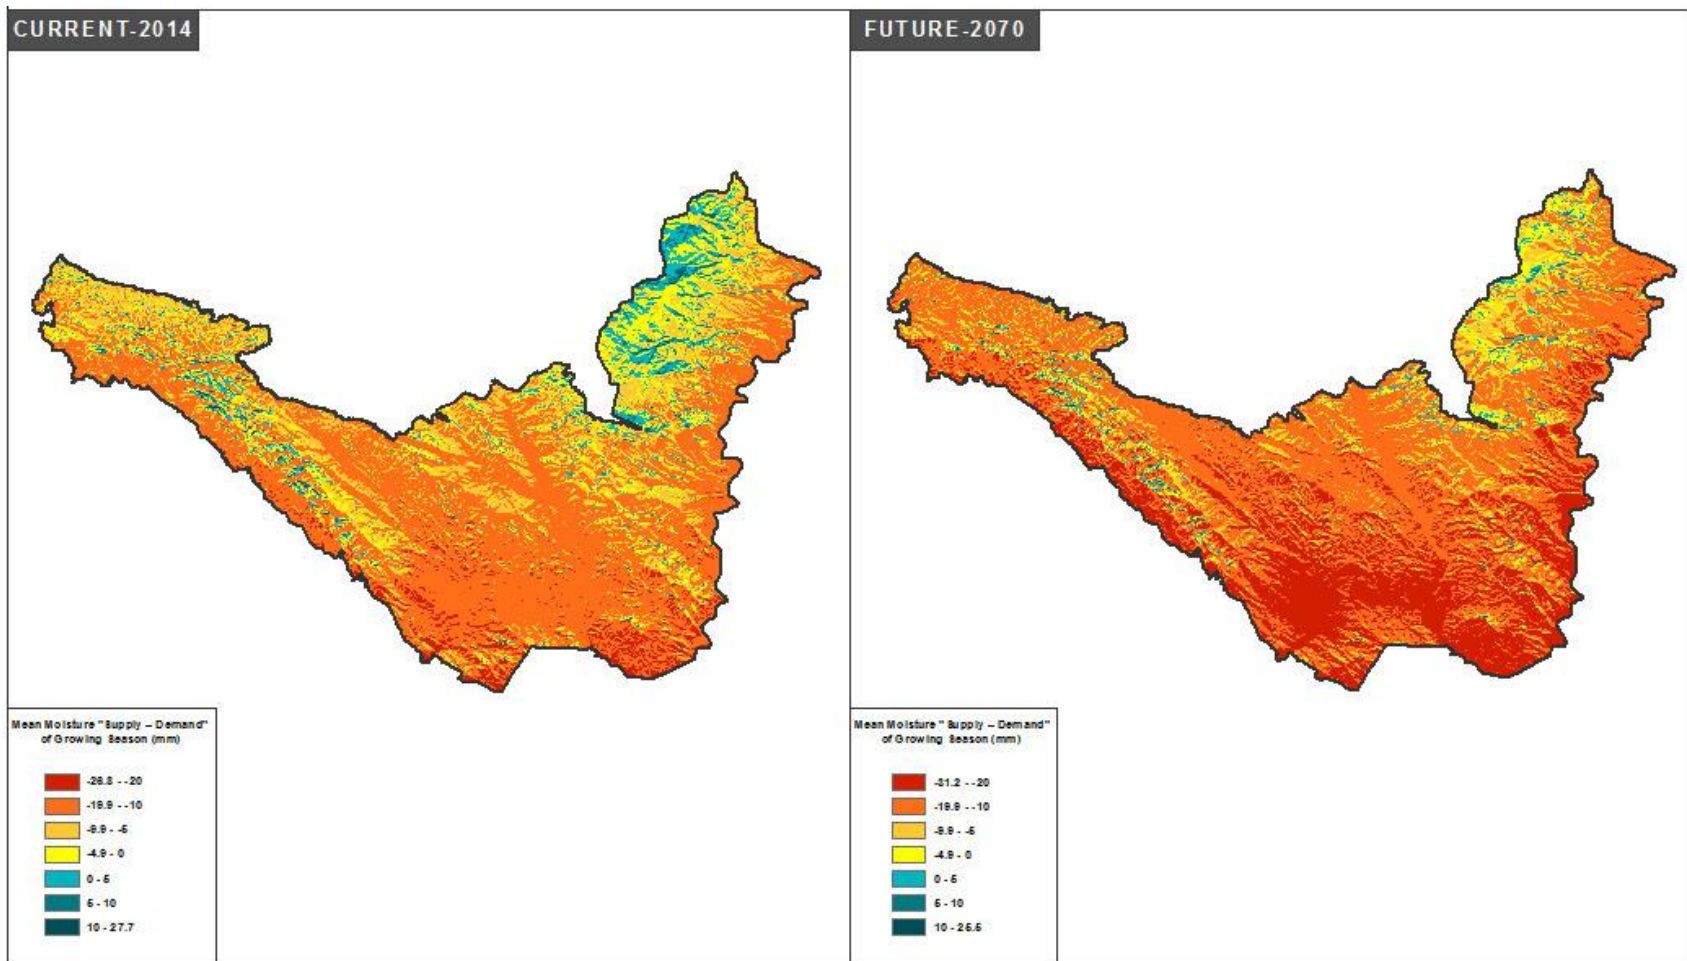 CURRENT-2014
Mean Moisture "Supply – Demand"
of Growing Season (mm)
-26.8 - -20
-19.9 - -10
-9.9 - -5
-4.9 - 0
0 - 5
5 - 10
10 - 27.7
FUTURE-2070
Mean Moisture "Supply – Demand"
of Growing Season (mm)
-31.2 - -20
-19.9 - -10
-9.9 - -5
-4.9 - 0
0 - 5
5 - 10
10 - 25.5